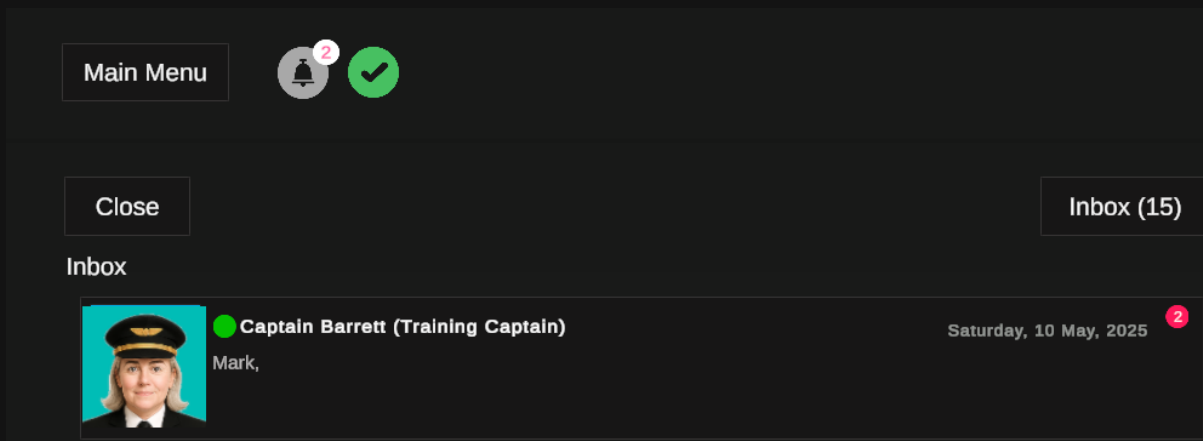 Main Menu
2
Close
Inbox (15)
Inbox
Captain Barrett (Training Captain)
Saturday, 10 May, 2025
2
Mark,